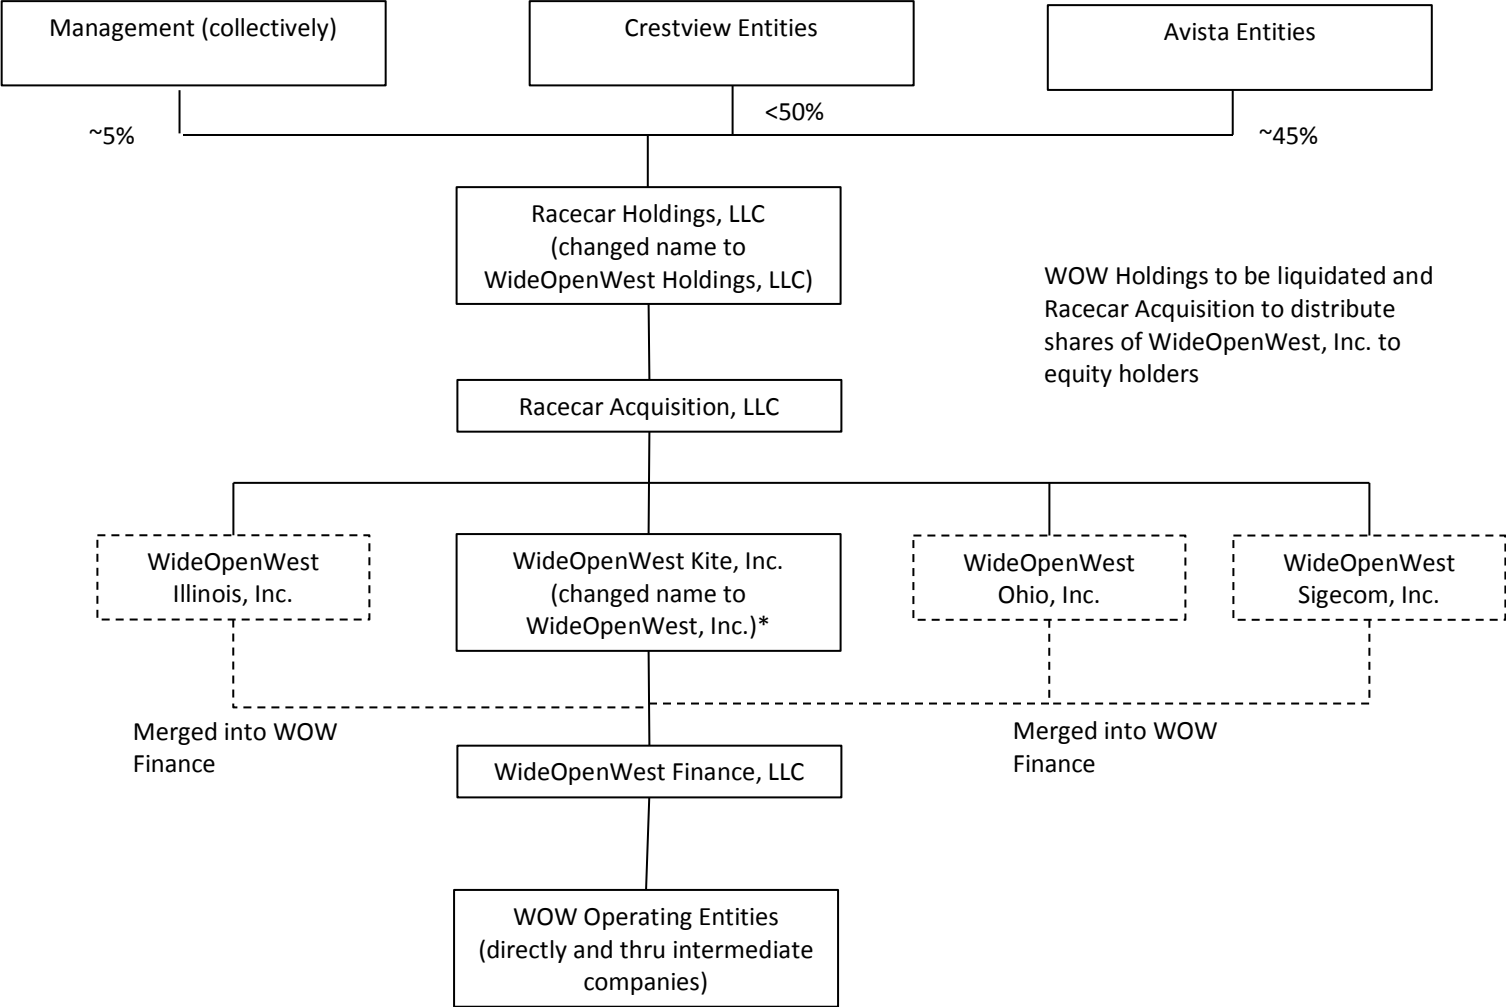 Management (collectively)
Crestview Entities
Avista Entities
<50%
~5%
~45%
Racecar Holdings, LLC
(changed name to
WideOpenWest Holdings, LLC)
WOW Holdings to be liquidated and
Racecar Acquisition to distribute
shares of WideOpenWest, Inc. to
equity holders
Racecar Acquisition, LLC
WideOpenWest
Illinois, Inc.
WideOpenWest Kite, Inc.
(changed name to
WideOpenWest, Inc.)*
WideOpenWest
Ohio, Inc.
WideOpenWest
Sigecom, Inc.
Merged into WOW
Finance
Merged into WOW
Finance
WideOpenWest Finance, LLC
WOW Operating Entities
(directly and thru intermediate
companies)